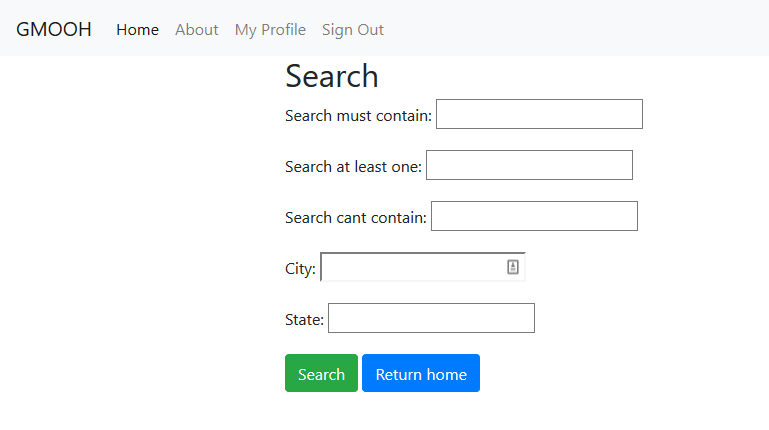 GMOOH Home About My Profile Sign Out
Search
Search must contain:
Search at least one:
Search cant contain:
City:
State:
Search Return home